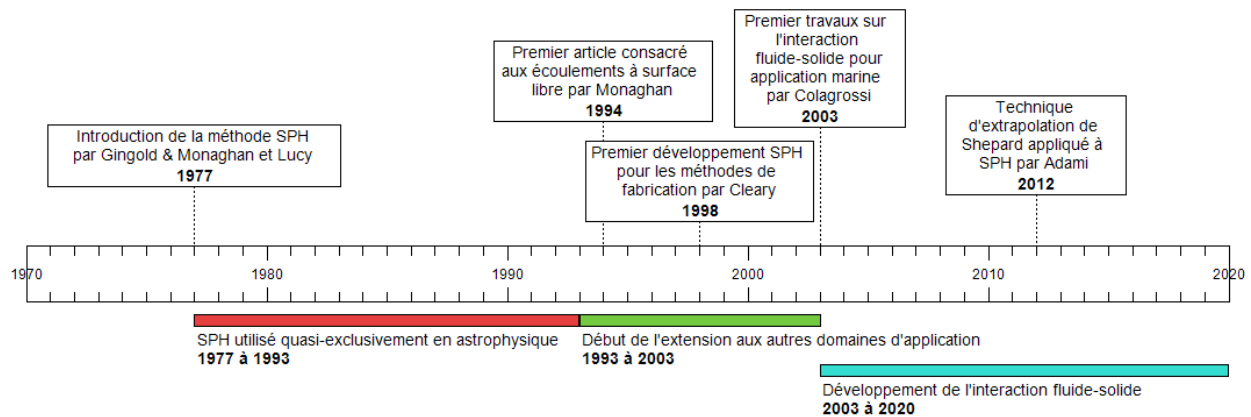 Premier article consacré
aux écoulements à surface
libre par Monaghan
1994
Premier travaux sur
l'interaction
fluide-solide pour
application marine
par Colagrossi
2003
Introduction de la méthode SPH
par Gingold & Monaghan et Lucy
1977
Premier développement SPH
pour les méthodes de
fabrication par Cleary
1998
Technique
d'extrapolation de
Shepard appliqué à
SPH par Adami
2012
1970 1980 1990 2000 2010 2020
SPH utilisé quasi-exclusivement en astrophysique
1977 à 1993
Début de l'extension aux autres domaines d'application
1993 à 2003
Développement de l'interaction fluide-solide
2003 à 2020